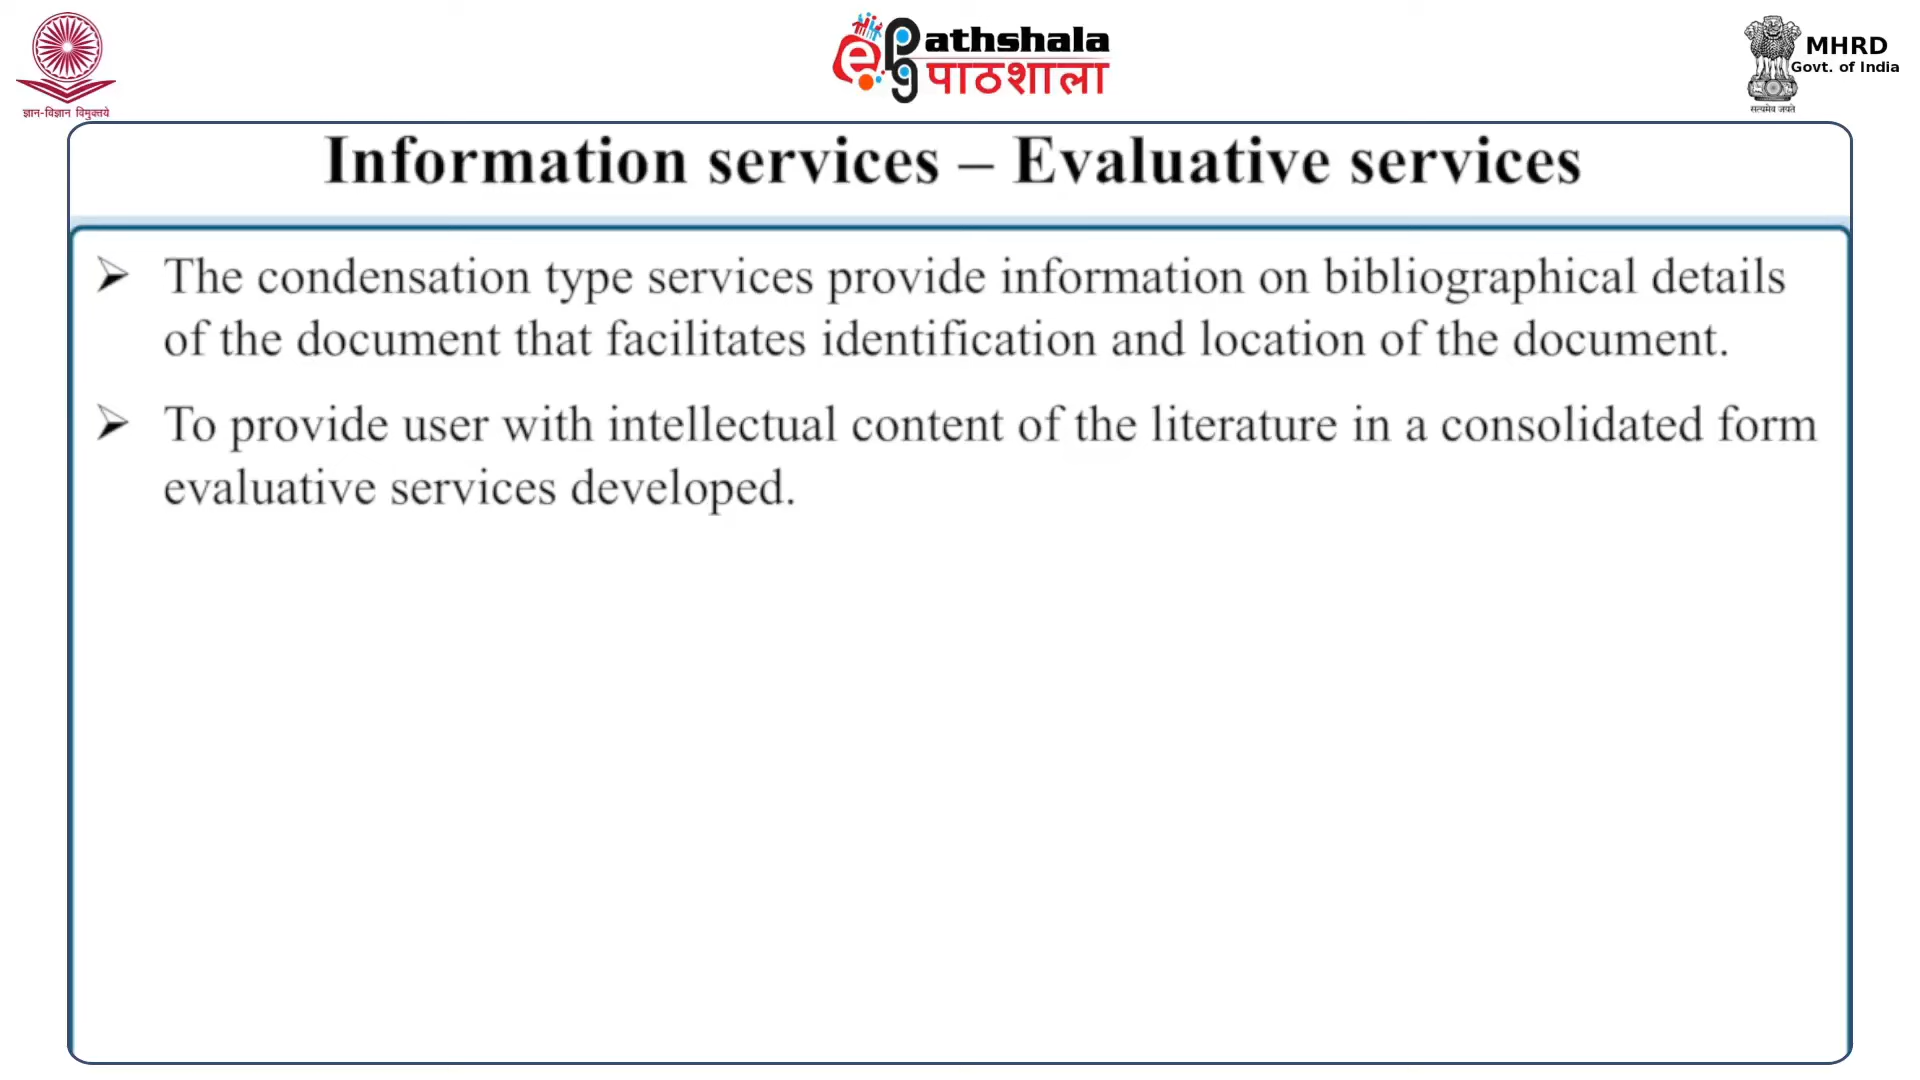 ज्ञान-विज्ञान विमुक्तये
e Pathshala
पाठशाला
MHRD
Govt. of India
सत्यमेव जयते
Information services – Evaluative services
➢ The condensation type services provide information on bibliographical details
of the document that facilitates identification and location of the document.
➢ To provide user with intellectual content of the literature in a consolidated form
evaluative services developed.